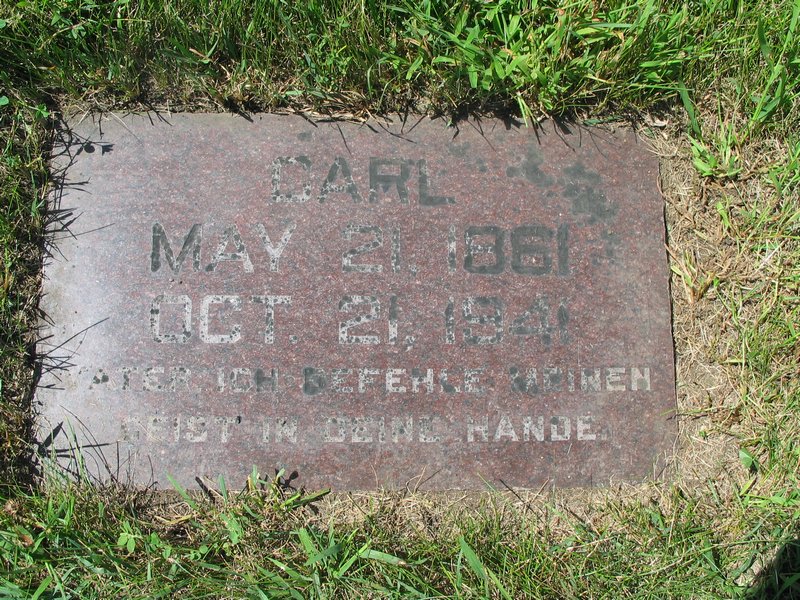 CARL
MAY 21, 1861
OCT. 21, 1941
VATER ICH BEFEHLE MEINEN
GEIST IN DEINE HANDE.